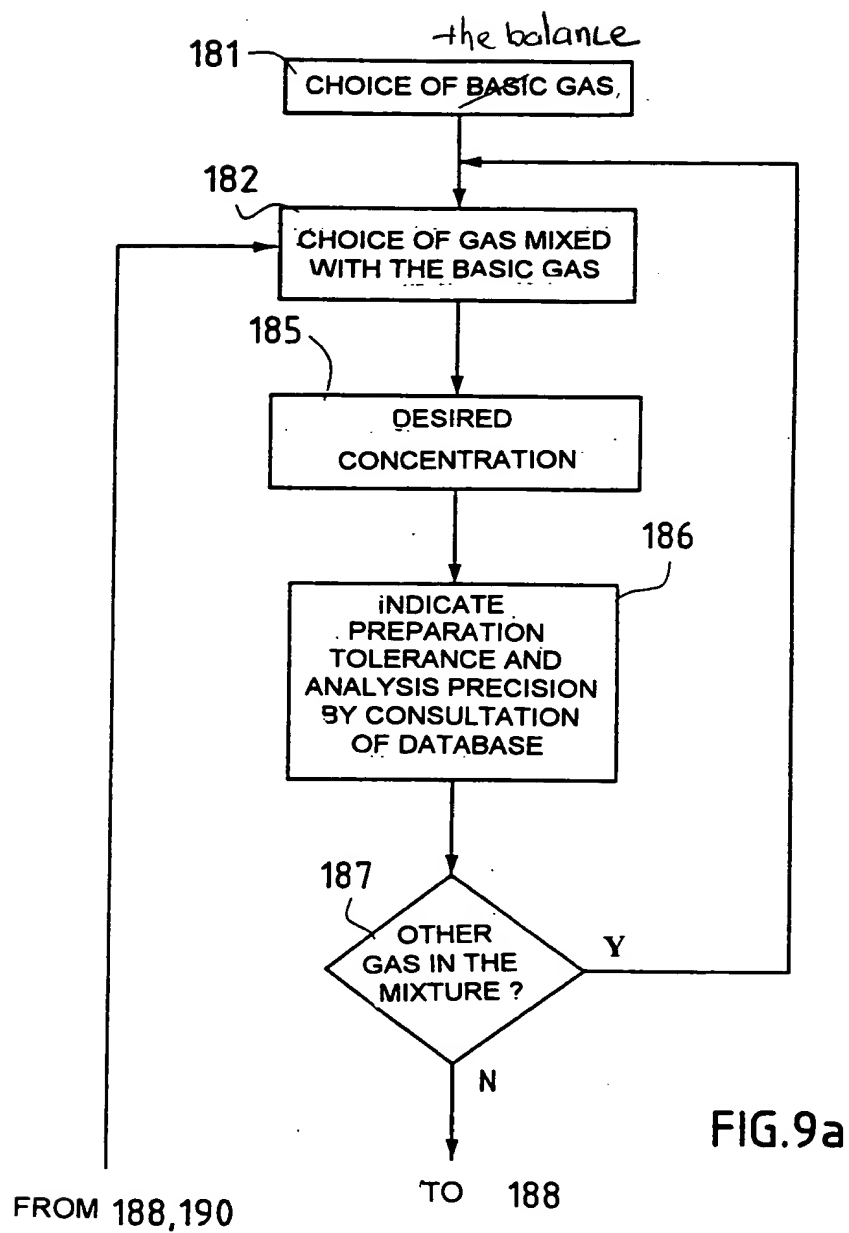 the balance
181
CHOICE OF BASIC GAS,
182
CHOICE OF GAS MIXED
WITH THE BASIC GAS
185
DESIRED
CONCENTRATION
186
INDICATE
PREPARATION
TOLERANCE AND
ANALYSIS PRECISION
BY CONSULTATION
OF DATABASE
187
OTHER
GAS IN THE
MIXTURE ?
Y
N
FIG.9a
TO 188
FROM 188,190